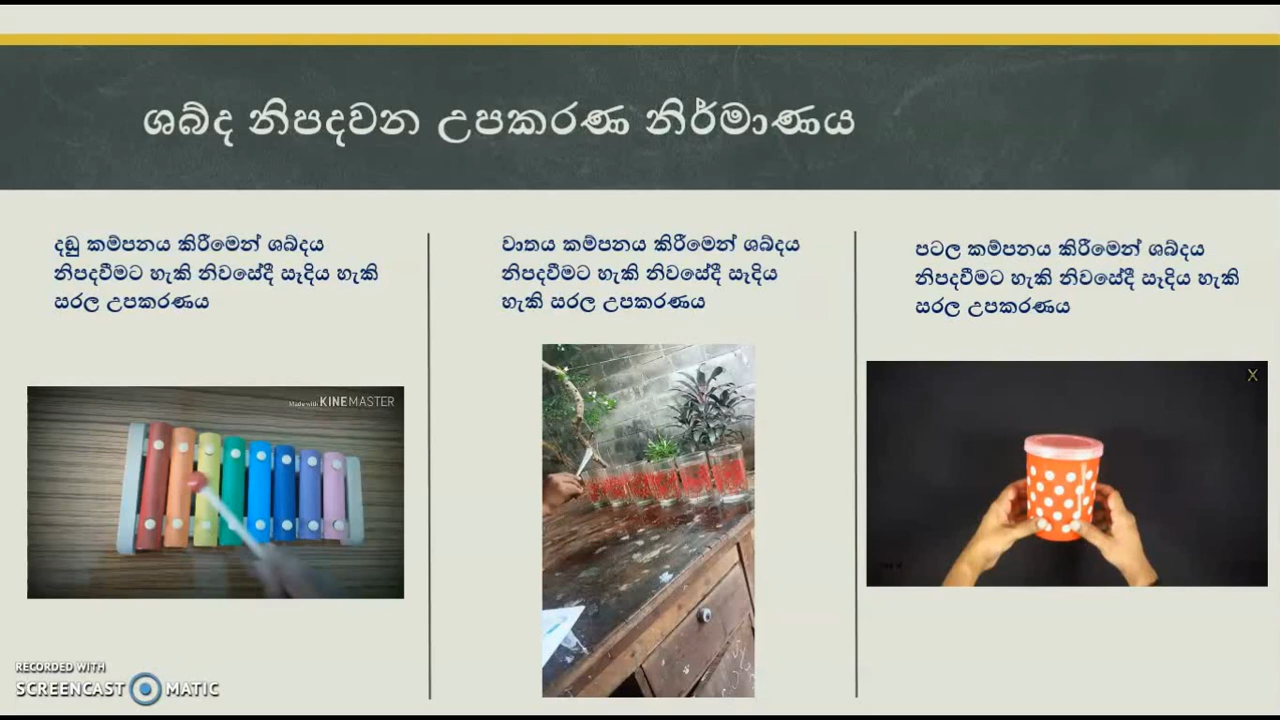 ශබ්ද නිපදවන උපකරණ නිර්මාණය
දඬු කම්පනය කිරීමෙන් ශබ්දය
නිපදවීමට හැකි නිවසේදී සෑදිය හැකි
සරල උපකරණය
වාතය කම්පනය කිරීමෙන් ශබ්දය
නිපදවීමට හැකි නිවසේදී සෑදිය
හැකි සරල උපකරණය
පටල කම්පනය කිරීමෙන් ශබ්දය
නිපදවීමට හැකි නිවසේදී සෑදිය හැකි
සරල උපකරණය
Made with KINEMASTER
X
RECORDED WITH
SCREENCAST MATIC